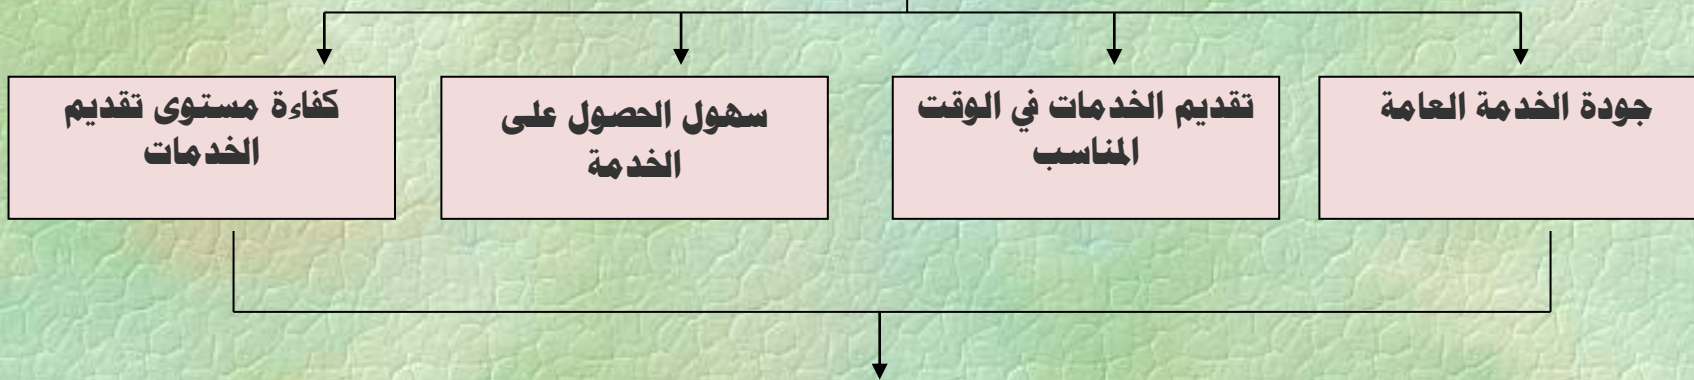 جودة الخدمة العامة
تقديم الخدمات في الوقت
المناسب
سهول الحصول على
الخدمة
كفاءة مستوى تقديم
الخدمات